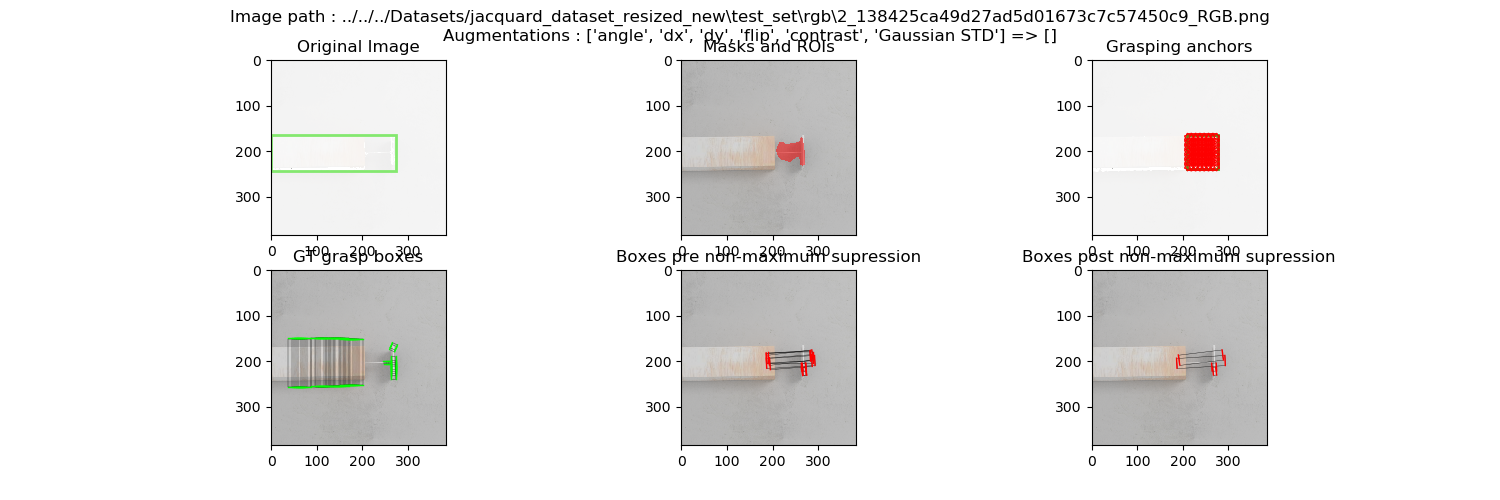 Image path : ../../../Datasets/jacquard_dataset_resized_new\test_set\rgb\2_138425ca49d27ad5d01673c7c57450c9_RGB.png
Augmentations : ['angle', 'dx', 'dy', 'flip', 'contrast', 'Gaussian STD'] => []
Original Image
0
100
200
300
0 100 200 300
Masks and ROIs
0
100
200
300
0 100 200 300
Grasping anchors
0
100
200
300
0 100 200 300
GT grasp boxes
0
100
200
300
0 100 200 300
Boxes pre non-maximum supression
0
100
200
300
0 100 200 300
Boxes post non-maximum supression
0
100
200
300
0 100 200 300